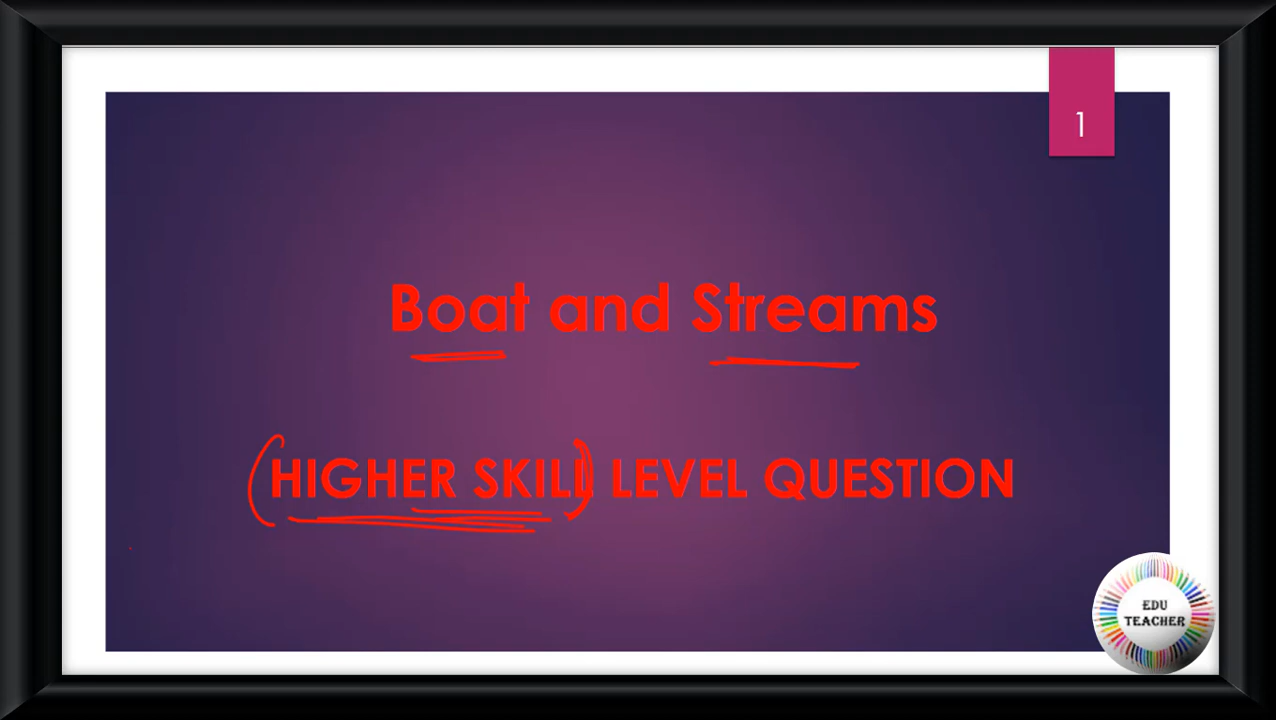 1
Boat and Streams
(HIGHER SKILL) LEVEL QUESTION
EDU
TEACHER